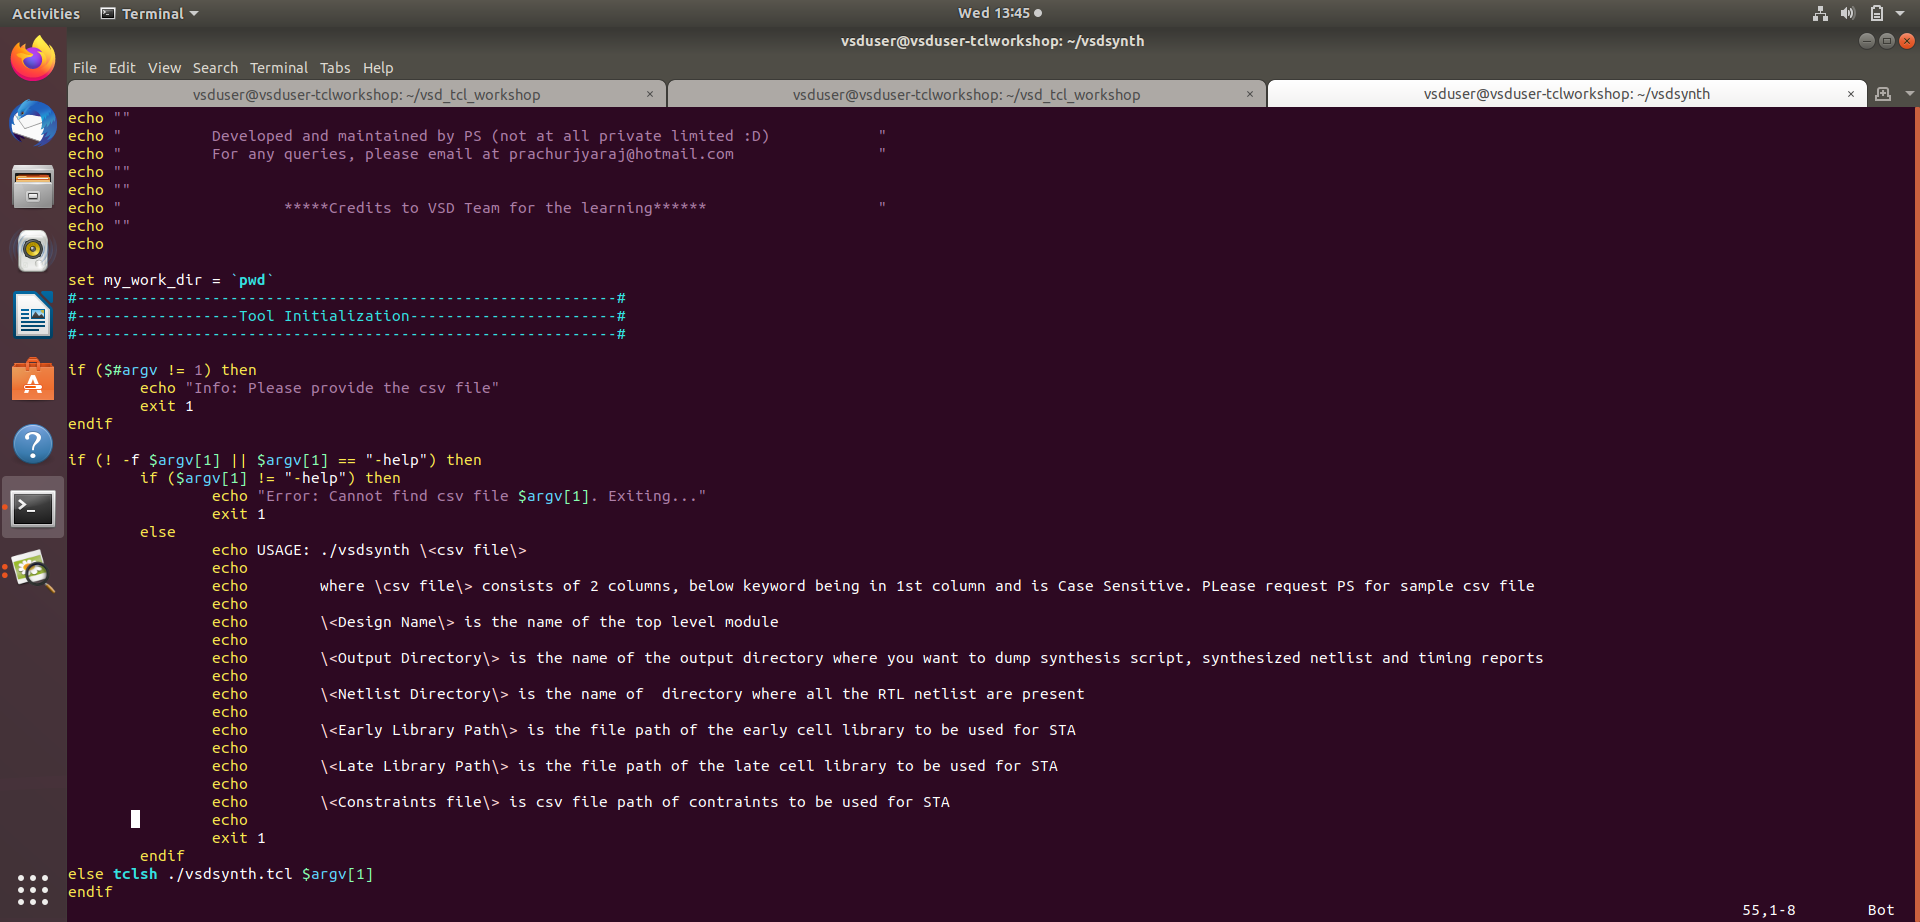 Activities Terminal Wed 13:45
vsduser@vsduser-tclworkshop: ~/vsdsynth
File Edit View Search Terminal Tabs Help
vsduser@vsduser-tclworkshop: ~/vsd_tcl_workshop × vsduser@vsduser-tclworkshop: ~/vsd_tcl_workshop × vsduser@vsduser-tclworkshop: ~/vsdsynth ×
echo ""
echo "          Developed and maintained by PS (not at all private limited :D)            "
echo "          For any queries, please email at prachurjyaraj@hotmail.com                "
echo ""
echo ""
echo "                  *****Credits to VSD Team for the learning******                   "
echo ""
echo
set my_work_dir = `pwd`
#------------------------------------------------------------#
#------------------Tool Initialization-----------------------#
#------------------------------------------------------------#
if ($#argv != 1) then
        echo "Info: Please provide the csv file"
        exit 1
endif
if (! -f $argv[1] || $argv[1] == "-help") then
        if ($argv[1] != "-help") then
                echo "Error: Cannot find csv file $argv[1]. Exiting..."
                exit 1
        else
                echo USAGE: ./vsdsynth \<csv file\>
                echo
                echo        where \csv file\> consists of 2 columns, below keyword being in 1st column and is Case Sensitive. PLease request PS for sample csv file
                echo
                echo        \<Design Name\> is the name of the top level module
                echo
                echo        \<Output Directory\> is the name of the output directory where you want to dump synthesis script, synthesized netlist and timing reports
                echo
                echo        \<Netlist Directory\> is the name of  directory where all the RTL netlist are present
                echo
                echo        \<Early Library Path\> is the file path of the early cell library to be used for STA
                echo
                echo        \<Late Library Path\> is the file path of the late cell library to be used for STA
                echo
                echo        \<Constraints file\> is csv file path of contraints to be used for STA
                echo
                exit 1
        endif
else tclsh ./vsdsynth.tcl $argv[1]
endif
55,1-8 Bot